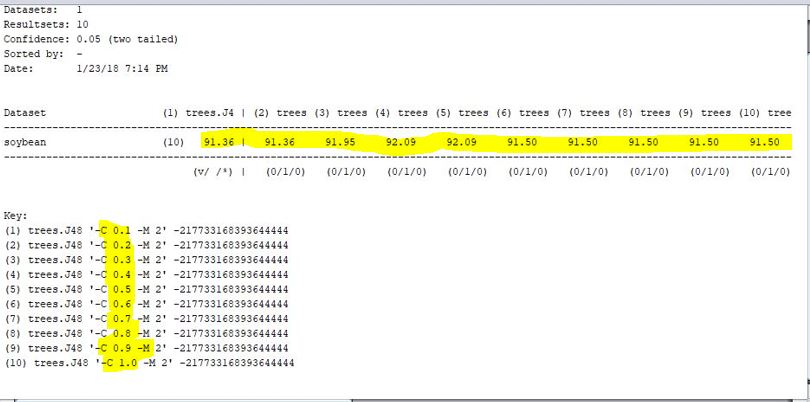 Datasets: 1
Resultsets: 10
Confidence: 0.05 (two tailed)
Sorted by: -
Date: 1/23/18 7:14 PM
Dataset (1) trees.J4 | (2) trees (3) trees (4) trees (5) trees (6) trees (7) trees (8) trees (9) trees (10) tree
soybean (10) 91.36 | 91.36 91.95 92.09 92.09 91.50 91.50 91.50 91.50 91.50
(v/ /*) | (0/1/0) (0/1/0) (0/1/0) (0/1/0) (0/1/0) (0/1/0) (0/1/0) (0/1/0) (0/1/0)
Key:
(1) trees.J48 '-C 0.1 -M 2' -217733168393644444
(2) trees.J48 '-C 0.2 -M 2' -217733168393644444
(3) trees.J48 '-C 0.3 -M 2' -217733168393644444
(4) trees.J48 '-C 0.4 -M 2' -217733168393644444
(5) trees.J48 '-C 0.5 -M 2' -217733168393644444
(6) trees.J48 '-C 0.6 -M 2' -217733168393644444
(7) trees.J48 '-C 0.7 -M 2' -217733168393644444
(8) trees.J48 '-C 0.8 -M 2' -217733168393644444
(9) trees.J48 '-C 0.9 -M 2' -217733168393644444
(10) trees.J48 '-C 1.0 -M 2' -217733168393644444